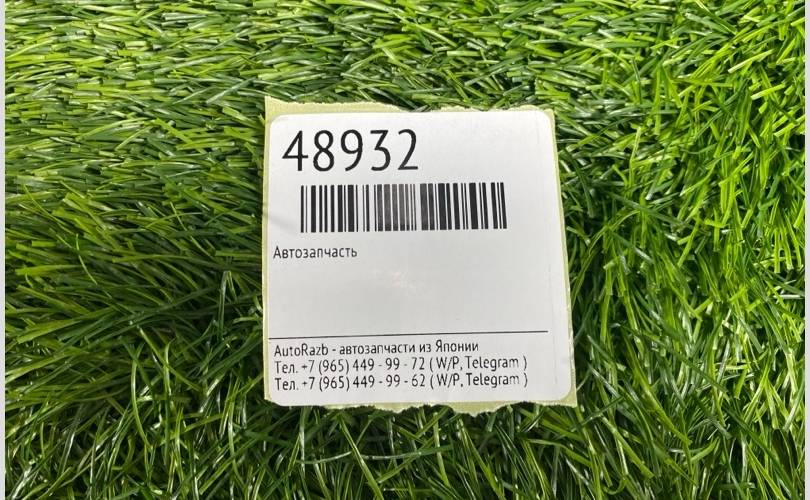 48932
Автозапчасть
AutoRazb - автозапчасти из Японии
Тел. +7 (965) 449 - 99 - 72 ( W/P, Telegram )
Тел. +7 (965) 449 - 99 - 62 ( W/P, Telegram )